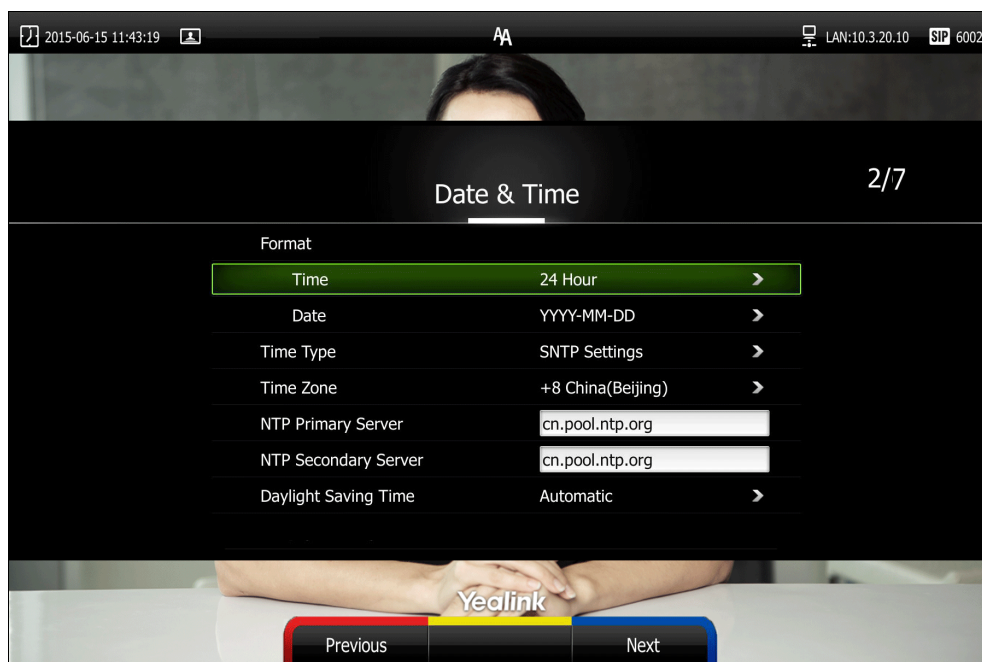 2015-06-15 11:43:19 AA LAN:10.3.20.10 SIP 6002
Date & Time 2/7
Format
Time 24 Hour
Date YYYY-MM-DD
Time Type SNTP Settings
Time Zone +8 China(Beijing)
NTP Primary Server cn.pool.ntp.org
NTP Secondary Server cn.pool.ntp.org
Daylight Saving Time Automatic
Yealink
Previous Next